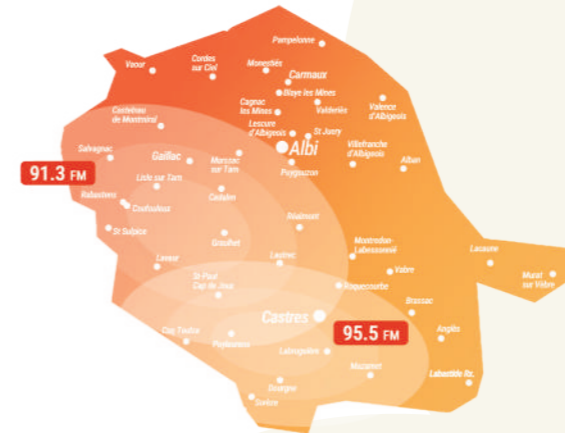 Pampelonne
Vaour
Cordes
sur Ciel
Monestiés
Carmaux
Blaye les Mines
Cagnac
les Mines
Valderiès
Valence
d'Albigeois
Castelnau
de Montmiral
Lescure
d'Albigeois
St Juery
Albi
Salvagnac
Gaillac
Marssac
sur Tarn
Puygouzon
Villefranche
d'Albigeois
Alban
91.3 FM
Lisle sur Tarn
Rabastens
Coufouleux
Cadalen
St Sulpice
Graulhet
Réalmont
Montredon-
Labessonnié
Lacaune
Lavaur
Lautrec
Vabre
Murat
sur Vèbre
St-Paul
Cap de Joux
Roquecourbe
Brassac
Castres
95.5 FM
Anglès
Cuq Toulza
Puylaurens
Labruguière
Mazamet
Labastide Rx.
Dourgne
Sorèze